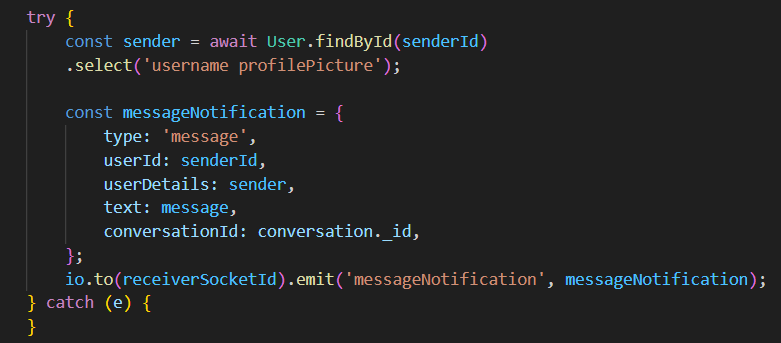 try {
const sender = await User.findById(senderId)
.select('username profilePicture');
const messageNotification = {
type: 'message',
userId: senderId,
userDetails: sender,
text: message,
conversationId: conversation._id,
};
io.to(receiverSocketId).emit('messageNotification', messageNotification);
} catch (e) {
}